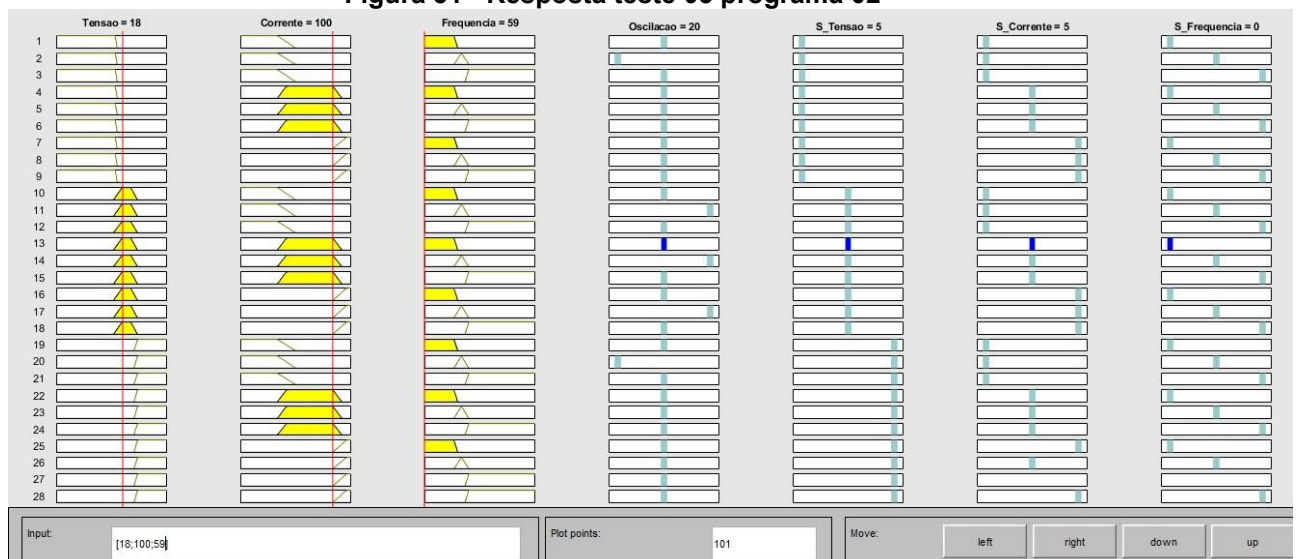 Figura 31 - Resposta teste 03 programa 02
Tensao = 18
Corrente = 100
Frequencia = 59
Oscilacao = 20
S_Tensao = 5
S_Corrente = 5
S_Frequencia = 0
1
2
3
4
5
6
7
8
9
10
11
12
13
14
15
16
17
18
19
20
21
22
23
24
25
26
27
28
Input:
[18;100;59]
Plot points:
101
Move:
left
right
down
up